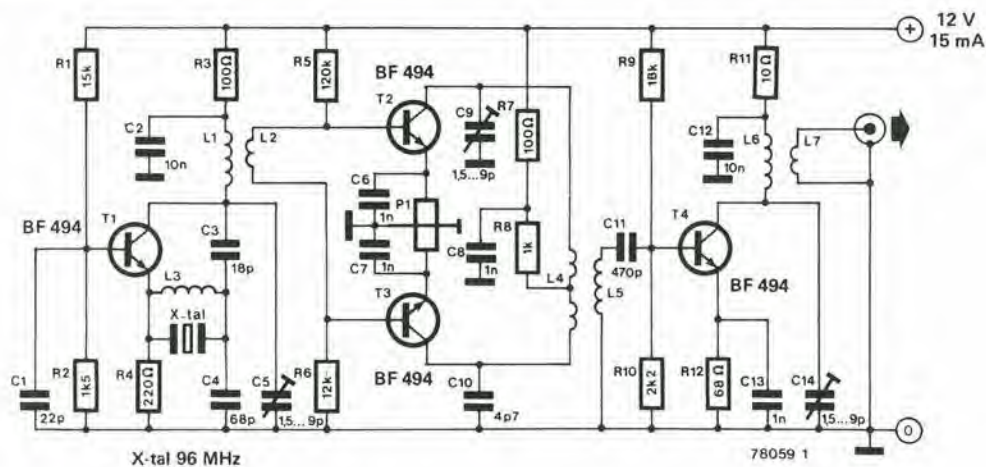 12 V
15 mA
+
R1
15k
R3
100Ω
R5
120k
BF 494
T2
C9
1,5...9p
R7
100Ω
R9
18k
R11
10Ω
C2
10n
L1
L2
C6
1n
P1
C7
1n
C8
1n
R8
1k
L4
L5
C11
470p
T4
BF 494
C12
10n
L6
L7
BF 494
T1
C3
18p
L3
X-tal
T3
BF 494
C1
22p
R2
1k5
R4
220Ω
C4
68p
C5
1,5...9p
R6
12k
C10
4p7
R10
2k2
R12
68Ω
C13
1n
C14
1,5...9p
0
X-tal 96 MHz
78059 1